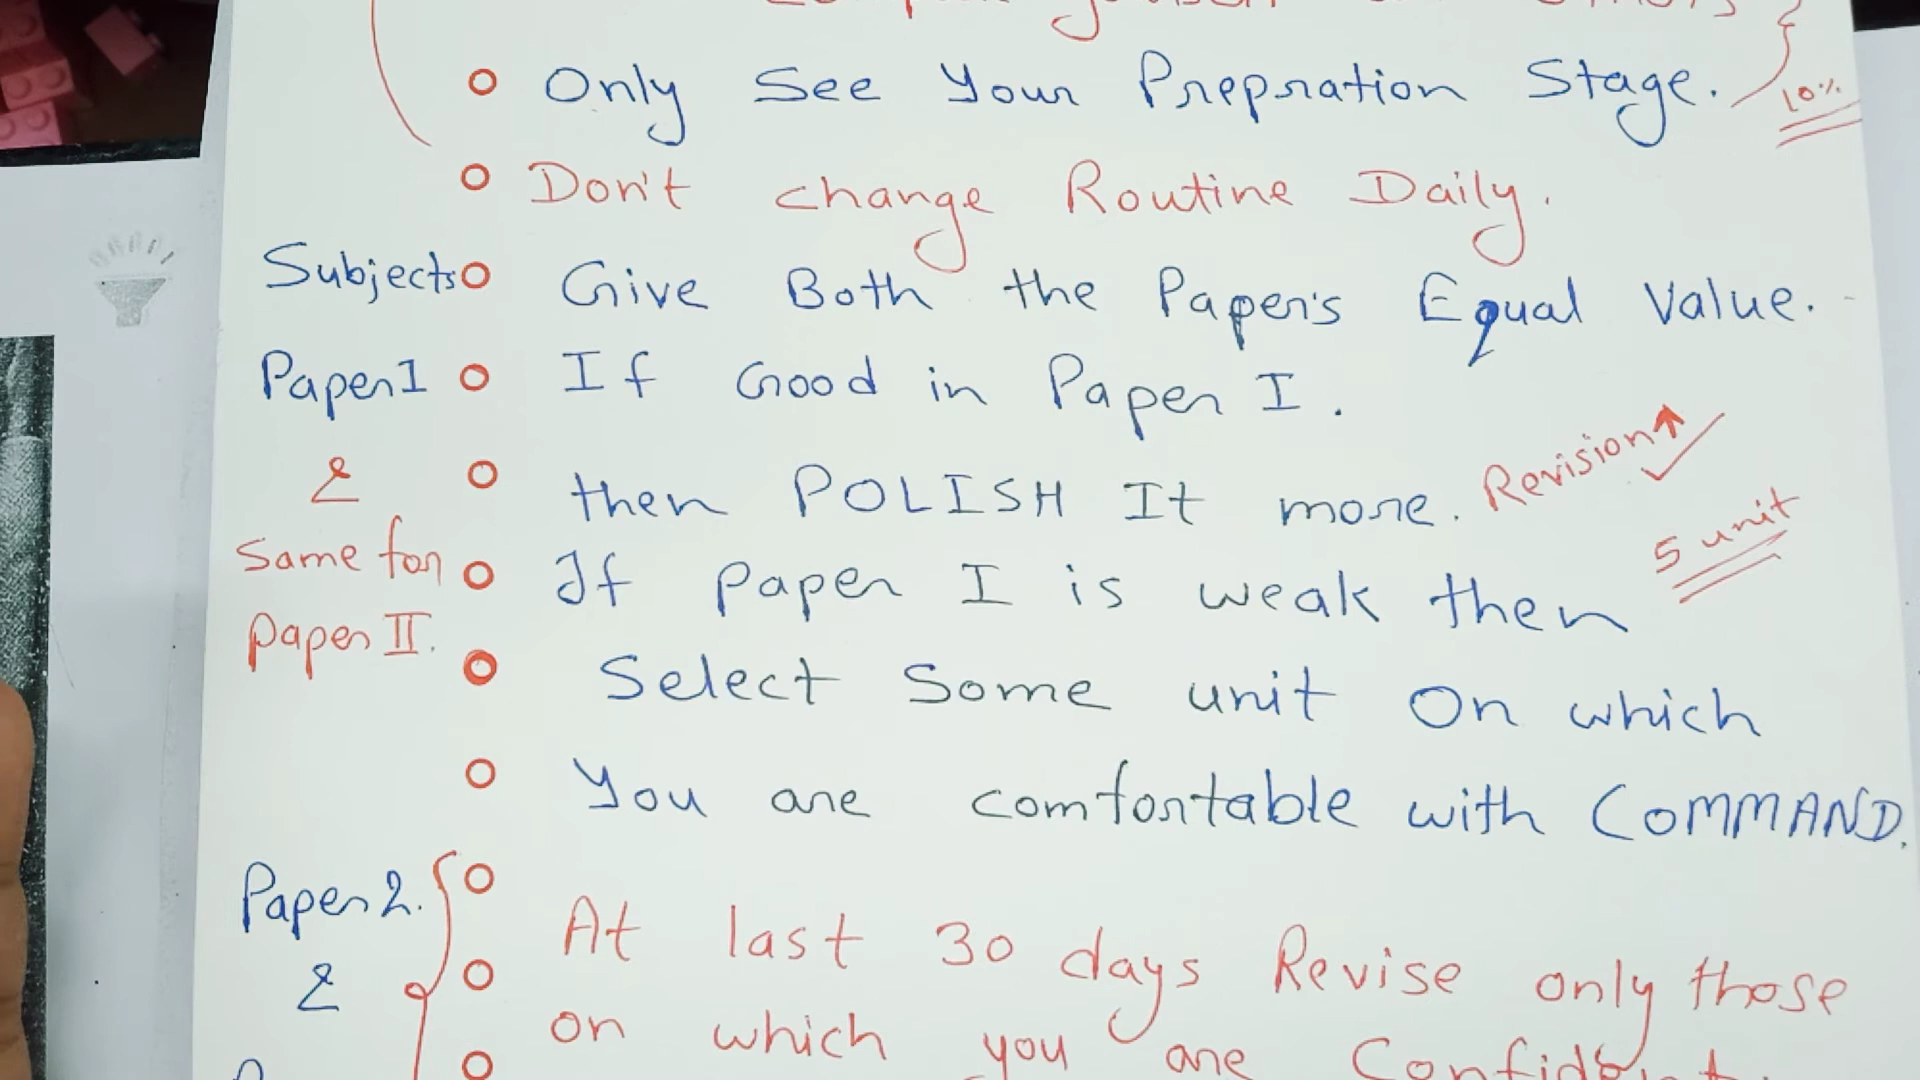 Only See Your Prepration Stage.
10%
Don't change Routine Daily.
Subjects Give Both the Paper's Equal Value.
Paper 1 If Good in Paper I.
& then POLISH It more. Revision↑
5 unit
Same for If Paper I is weak then
paper II. Select Some unit On which
You are comfortable with COMMAND.
Paper 2. At last 30 days Revise only those
& on which you are